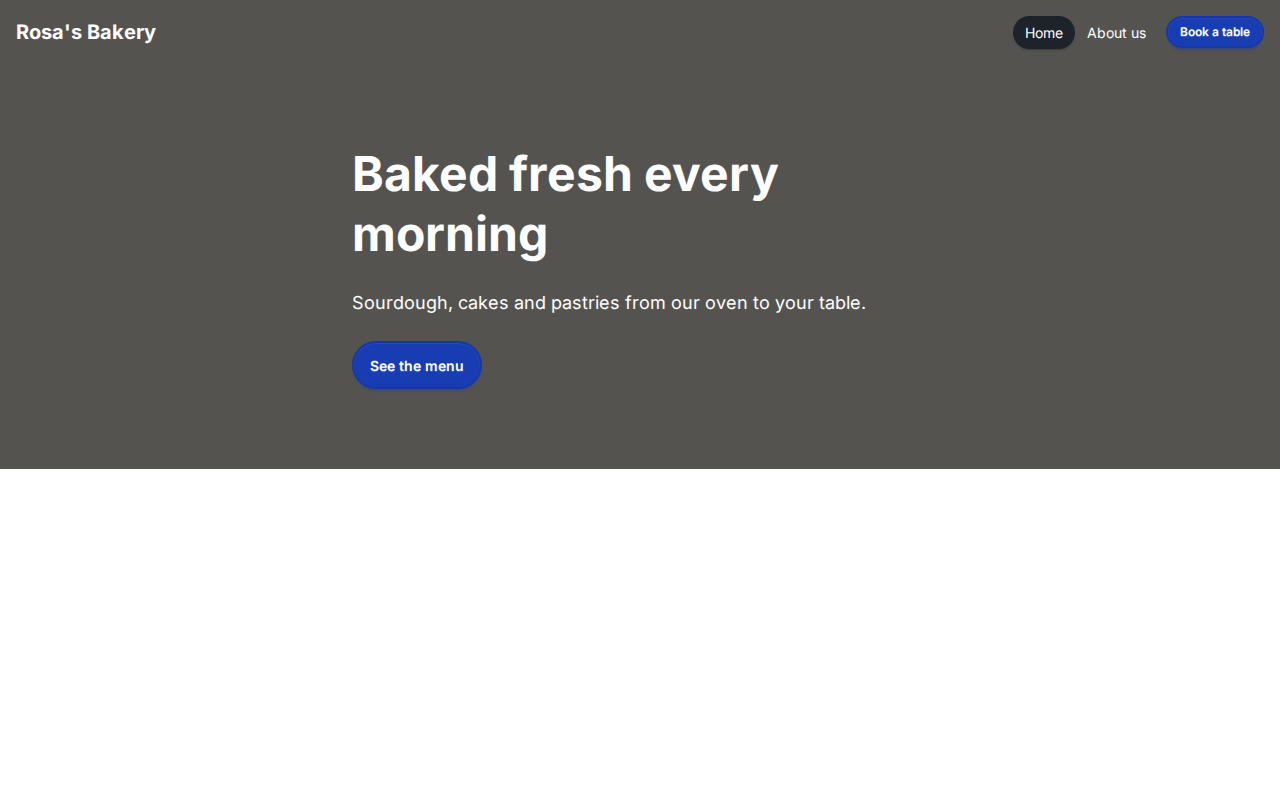 Rosa's Bakery
Home
About us
Book a table
Baked fresh every
morning
Sourdough, cakes and pastries from our oven to your table.
See the menu